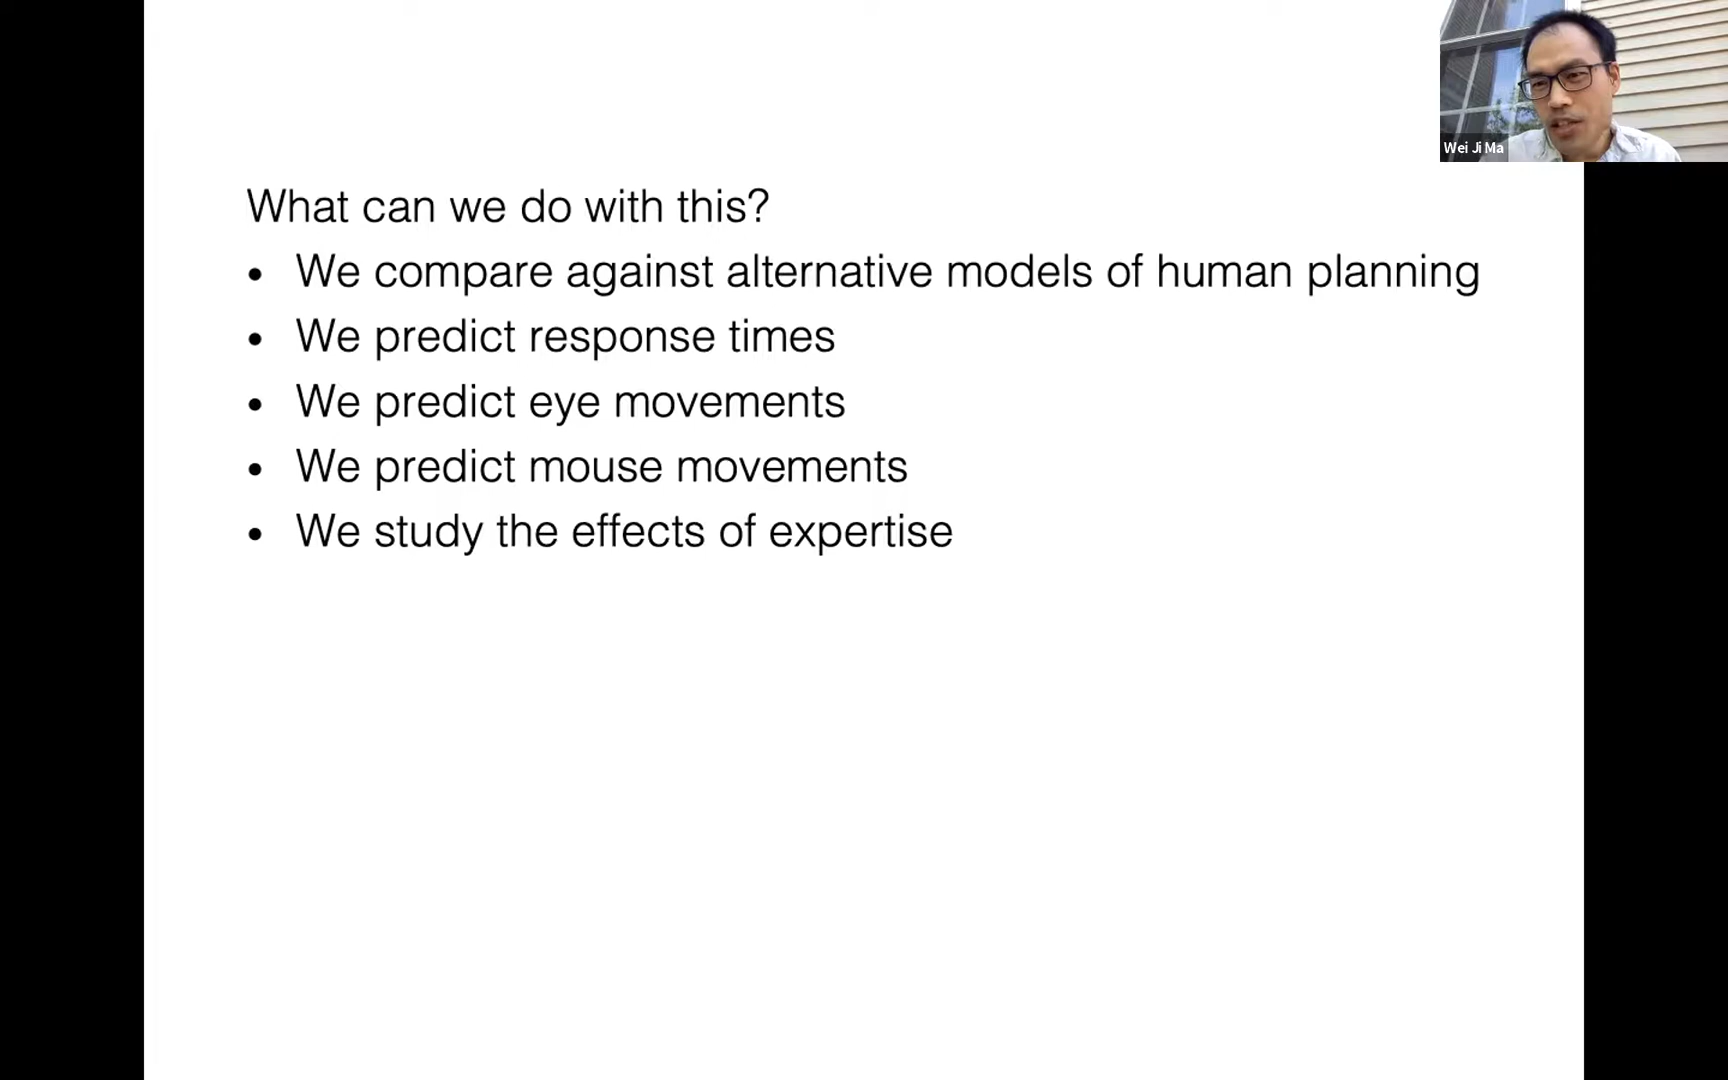 Wei Ji Ma
What can we do with this?
• We compare against alternative models of human planning
• We predict response times
• We predict eye movements
• We predict mouse movements
• We study the effects of expertise